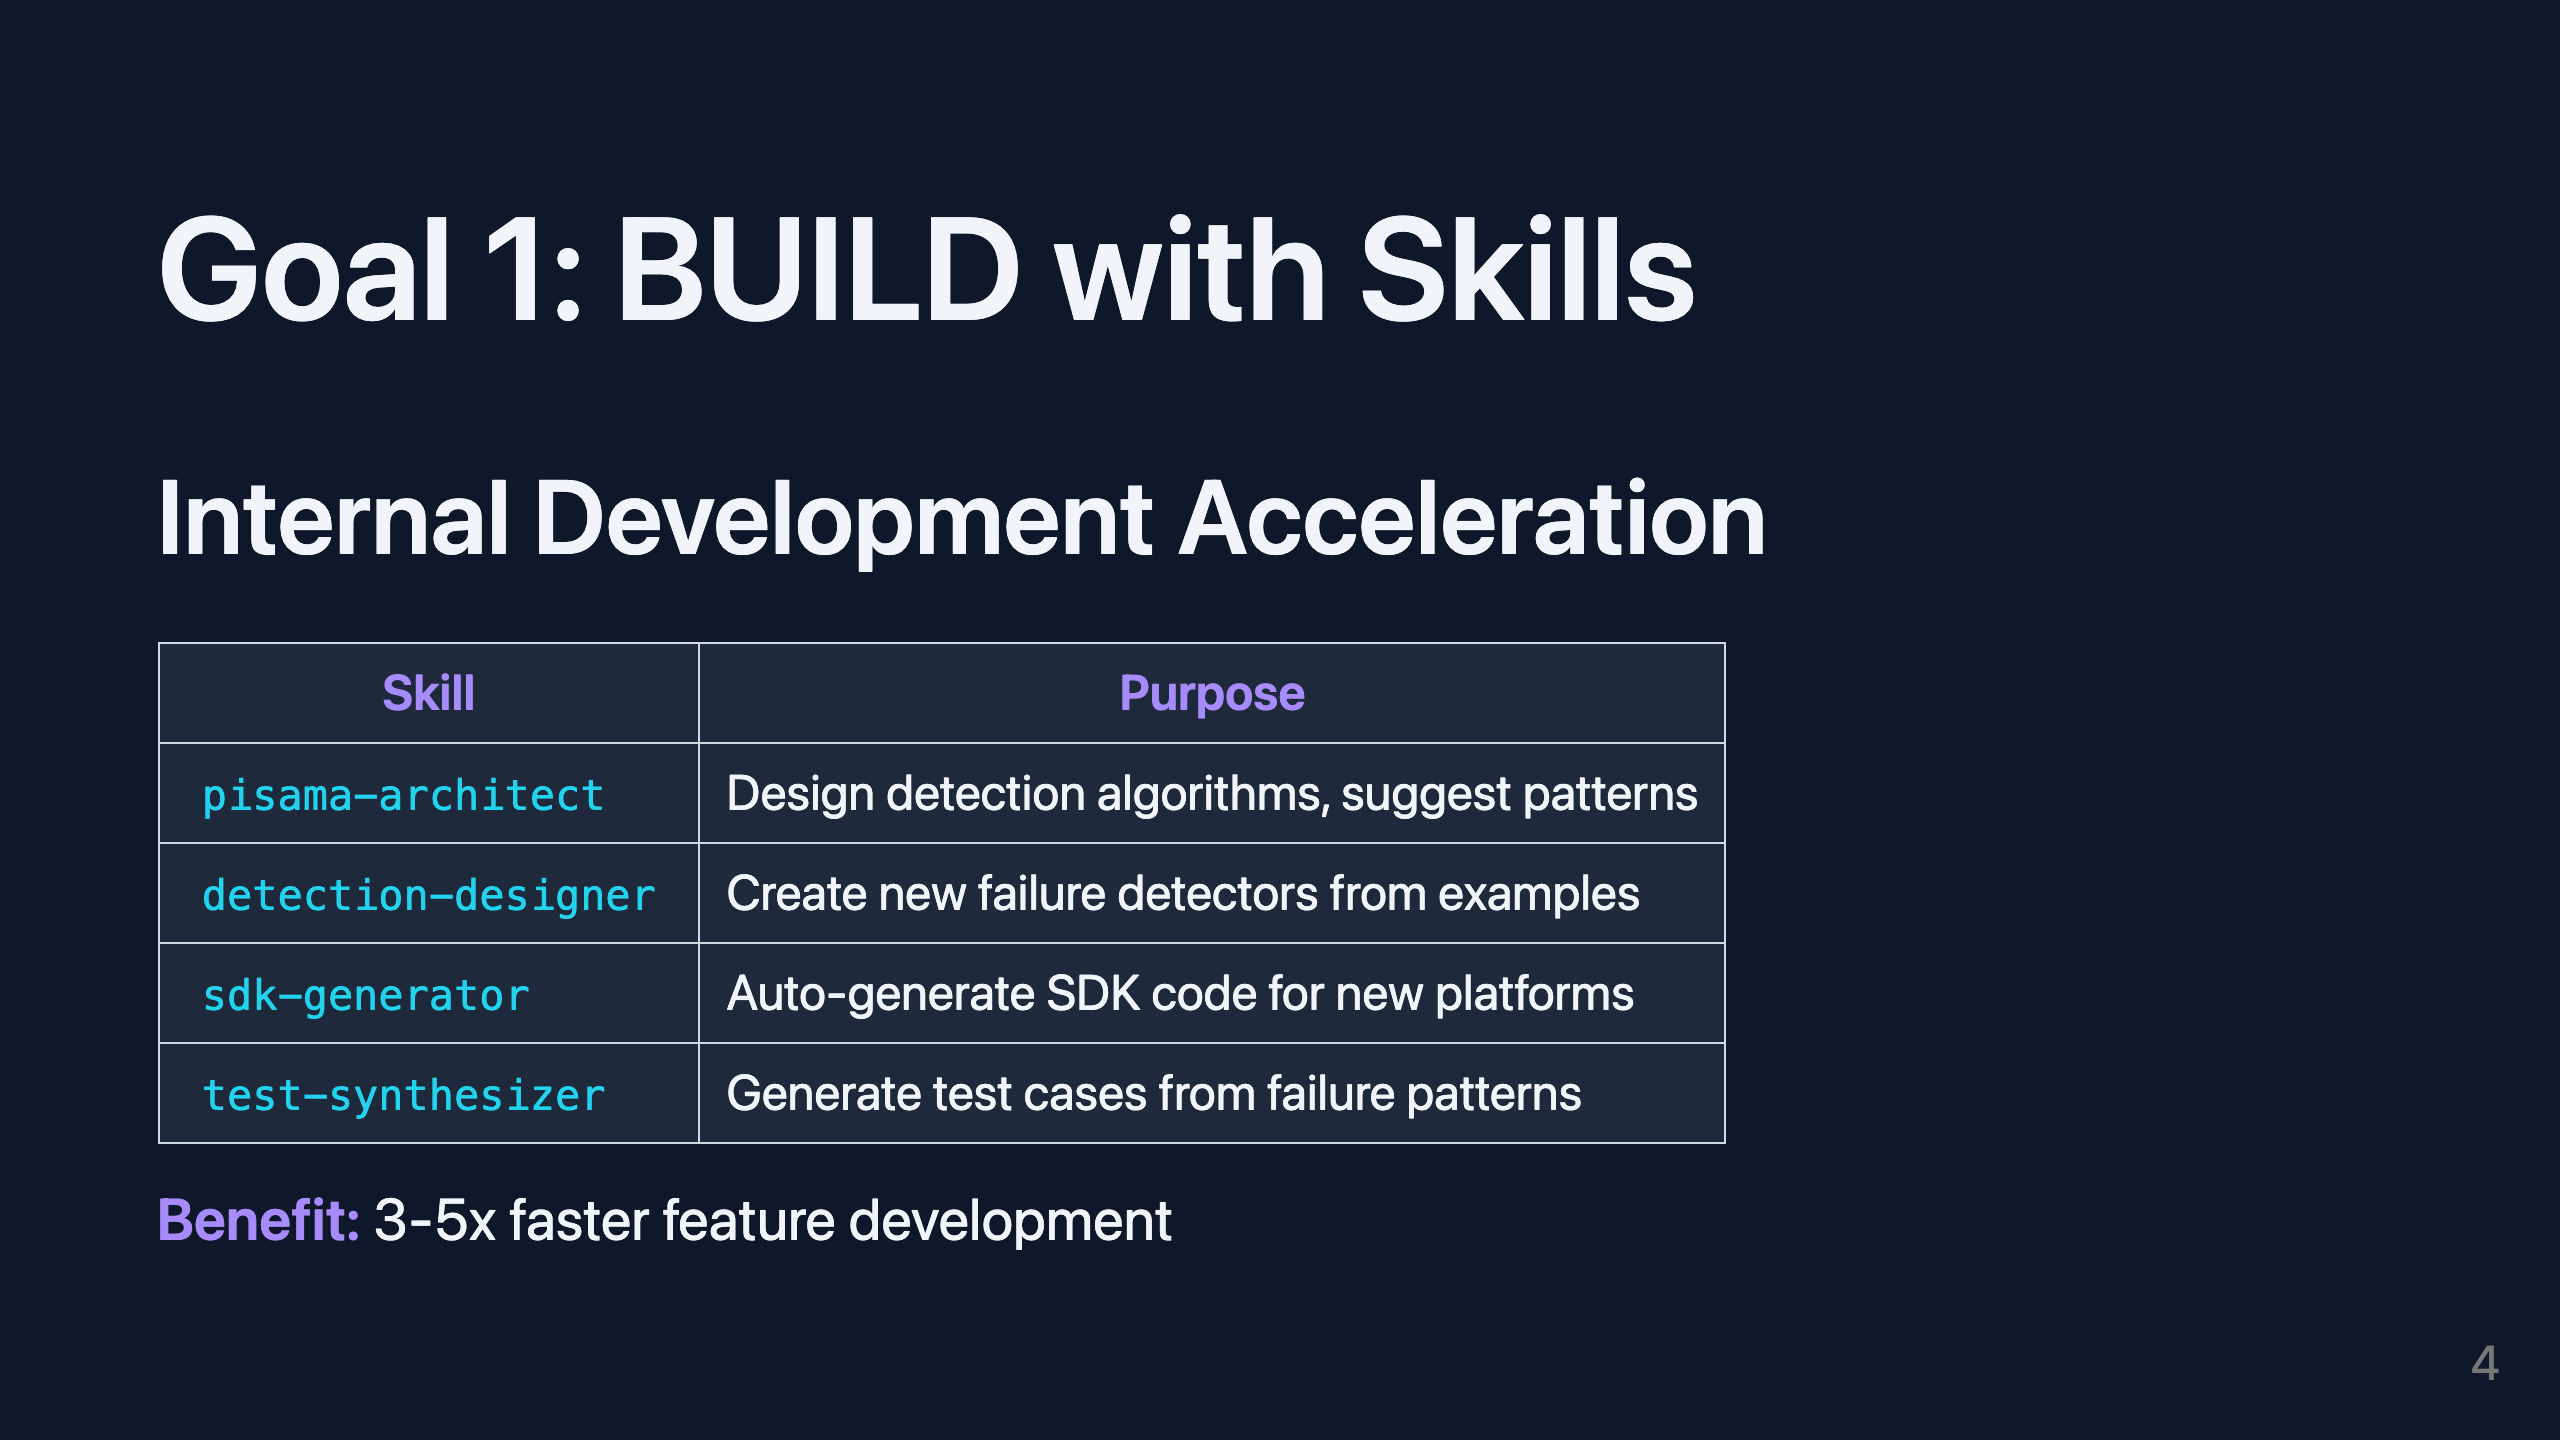 Goal 1: BUILD with Skills
Internal Development Acceleration
Skill Purpose
pisama-architect Design detection algorithms, suggest patterns
detection-designer Create new failure detectors from examples
sdk-generator Auto-generate SDK code for new platforms
test-synthesizer Generate test cases from failure patterns
Benefit: 3-5x faster feature development
4